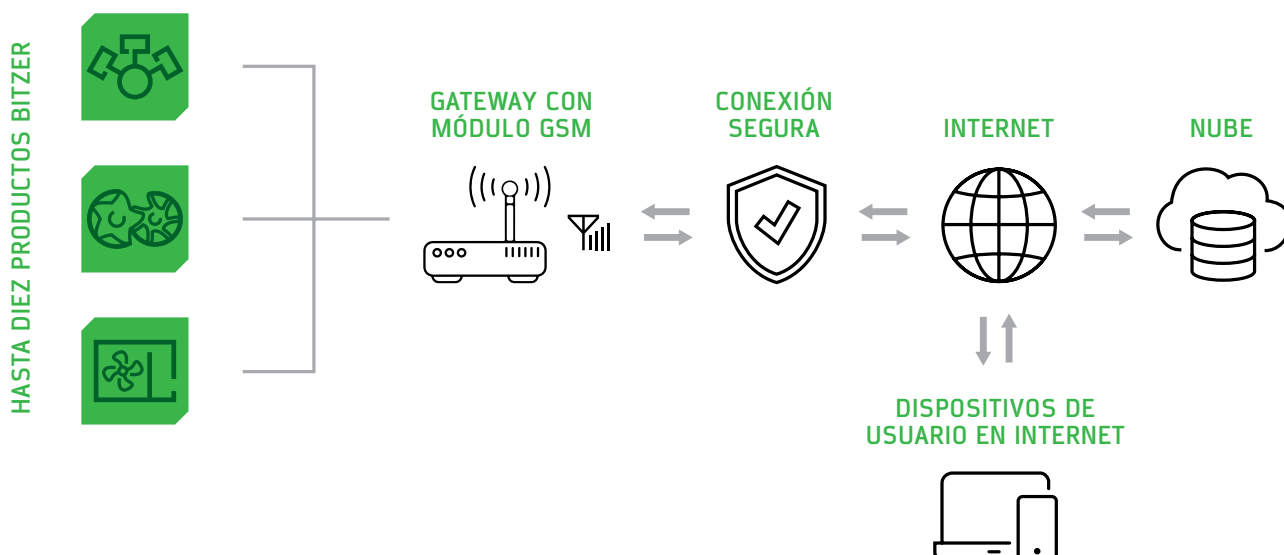 HASTA DIEZ PRODUCTOS BITZER
GATEWAY CON
MÓDULO GSM
CONEXIÓN
SEGURA
INTERNET
NUBE
DISPOSITIVOS DE
USUARIO EN INTERNET